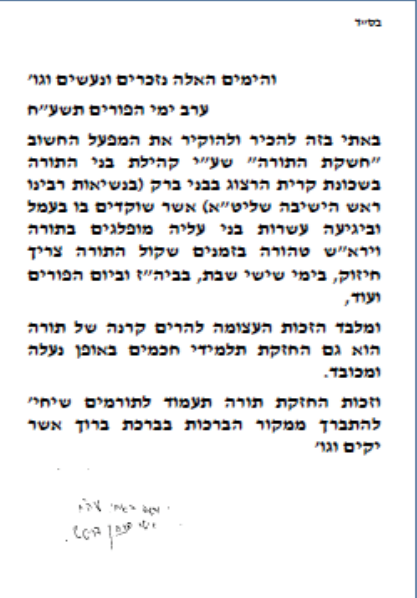 בס״ד
והימים האלה נזכרים ונעשים וגו׳
ערב ימי הפורים תשע״ח
באתי בזה להכיר ולהוקיר את המפעל החשוב
״חשקת התורה״ שע״י קהילת בני התורה
בשכונת קרית הרצוג בבני ברק (בנשיאות רבינו
ראש הישיבה שליט״א) אשר שוקדים בו בעמל
וביגיעה עשרות בני עליה מופלגים בתורה
וירא״ש טהורה בזמנים שקול התורה צריך
חיזוק, בימי שישי שבת, בביה״ז וביום הפורים
ועוד,
ומלבד הזכות העצומה להרים קרנה של תורה
הוא גם החזקת תלמידי חכמים באופן נעלה
ומכובד.
וזכות החזקת תורה תעמוד לתורמים שיחי׳
להתברך ממקור הברכות בברכת ברוך אשר
יקים וגו׳